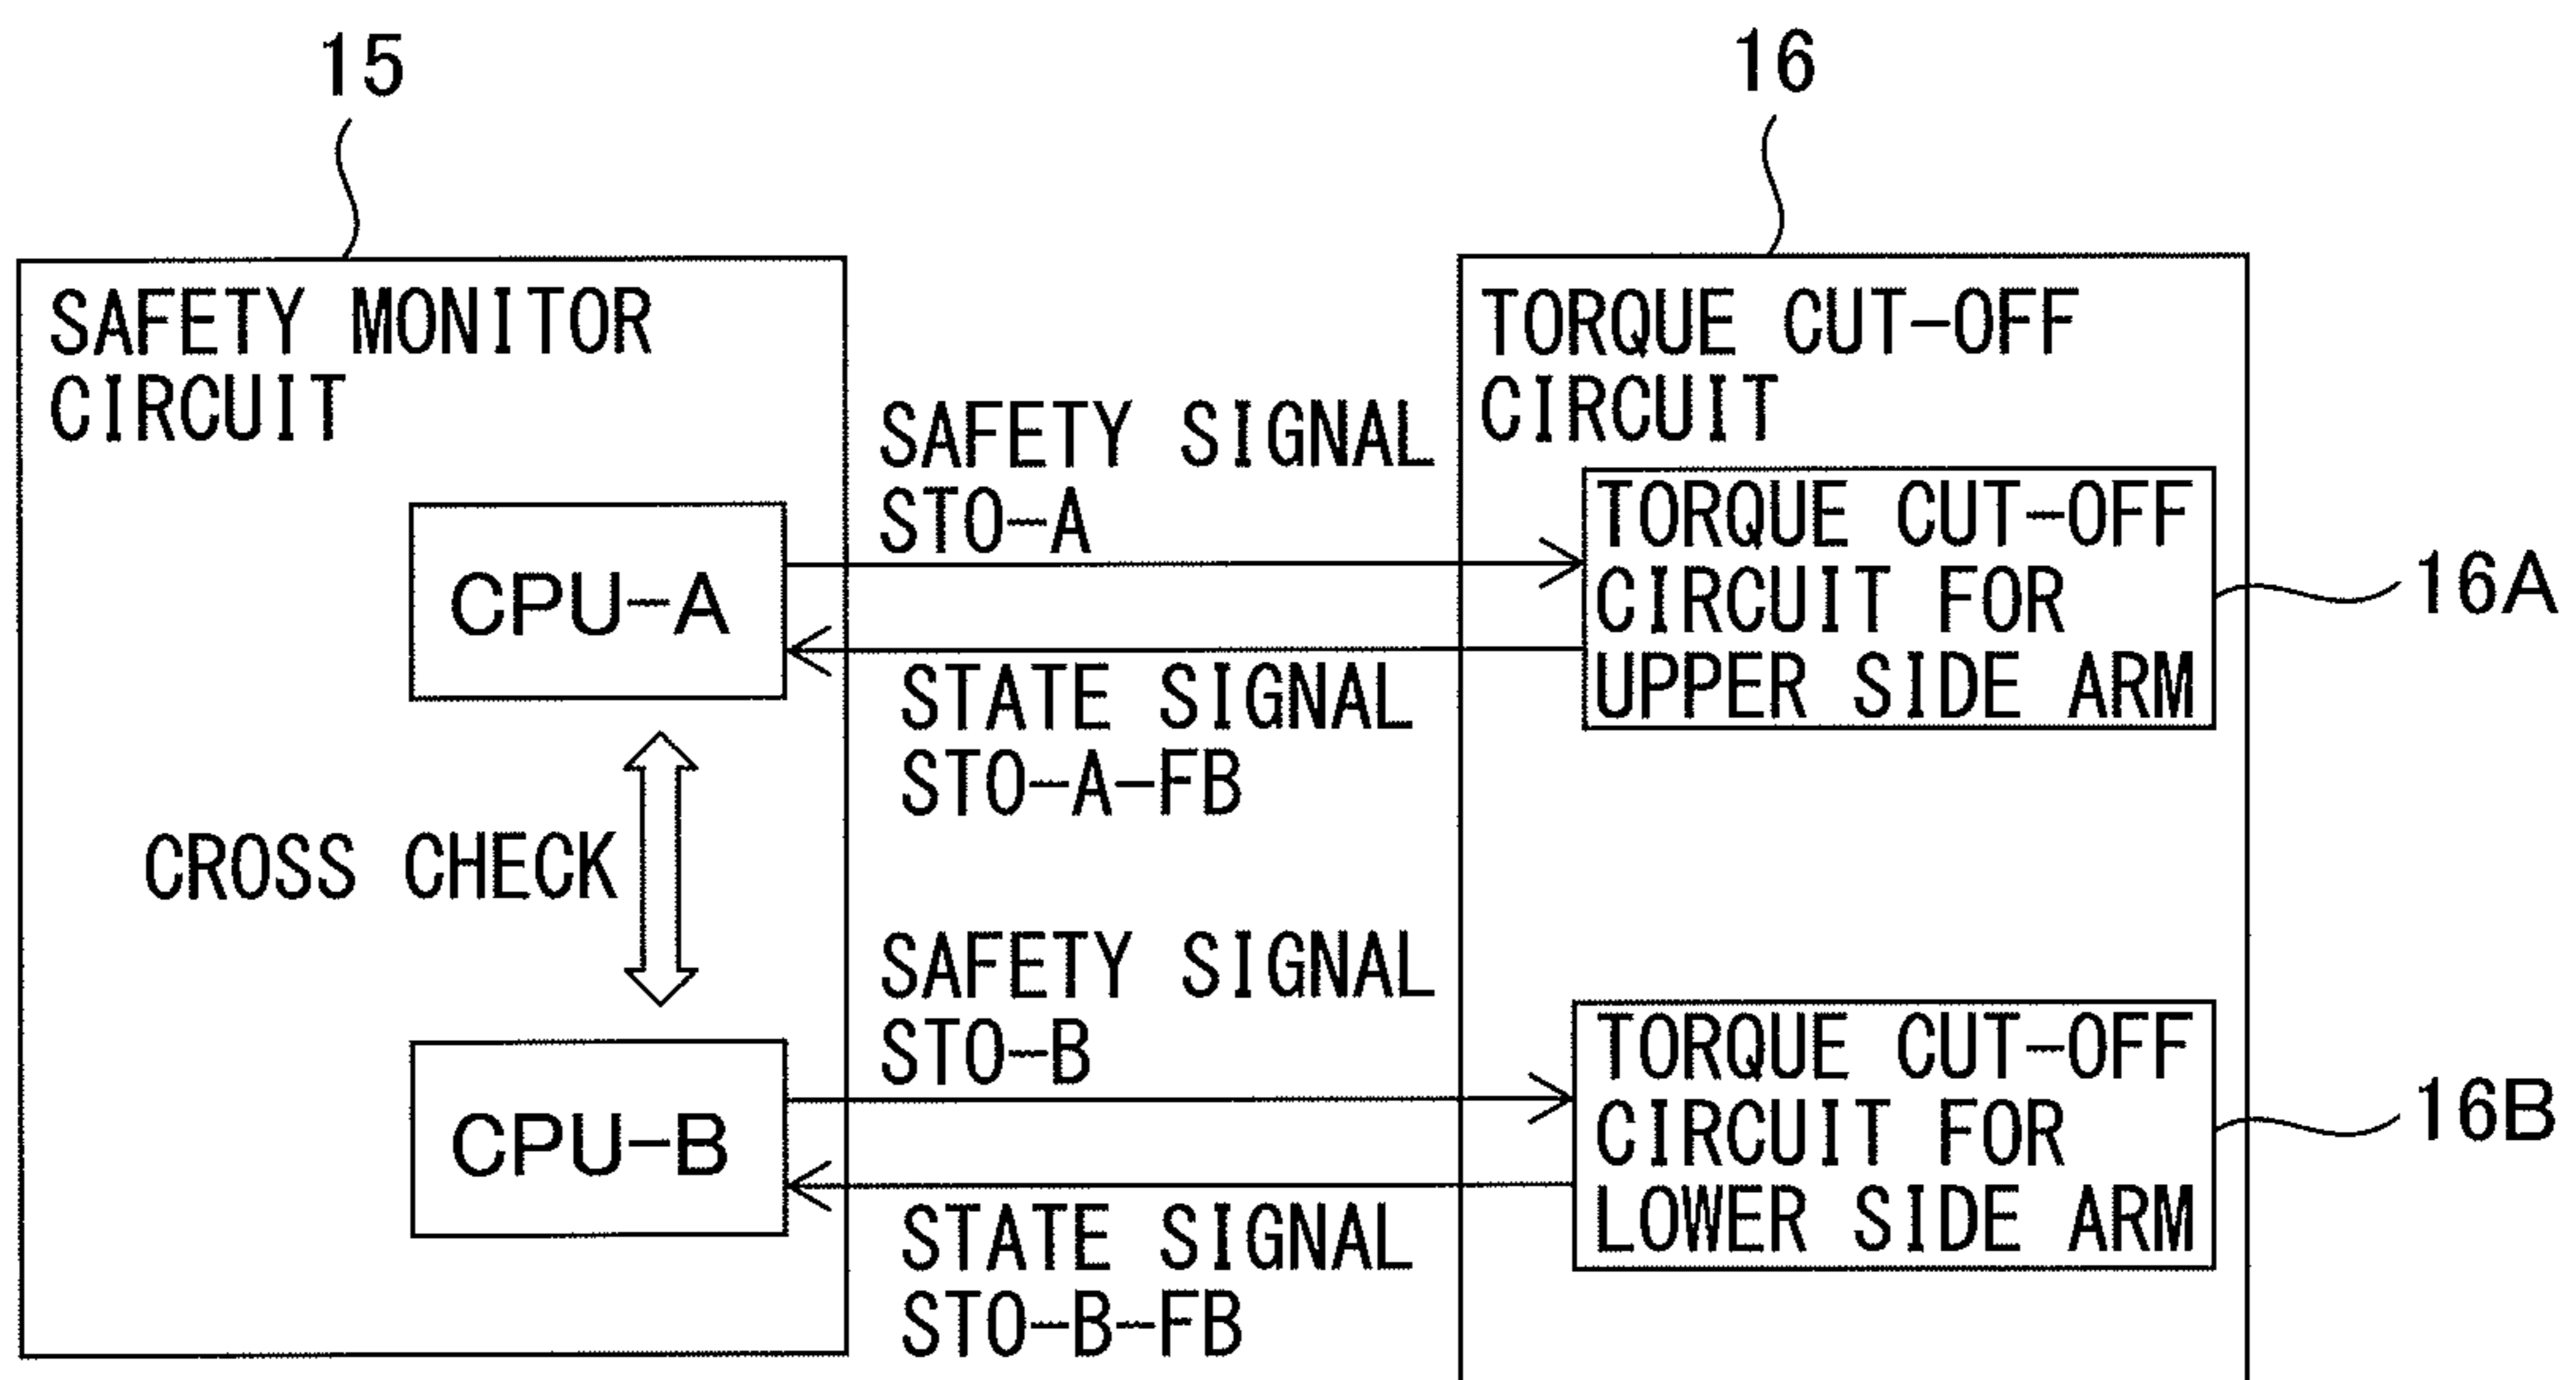 15
16
SAFETY MONITOR
CIRCUIT
TORQUE CUT-OFF
CIRCUIT
SAFETY SIGNAL
STO-A
CPU-A
TORQUE CUT-OFF
CIRCUIT FOR
UPPER SIDE ARM
16A
STATE SIGNAL
STO-A-FB
CROSS CHECK
SAFETY SIGNAL
STO-B
CPU-B
TORQUE CUT-OFF
CIRCUIT FOR
LOWER SIDE ARM
16B
STATE SIGNAL
STO-B-FB